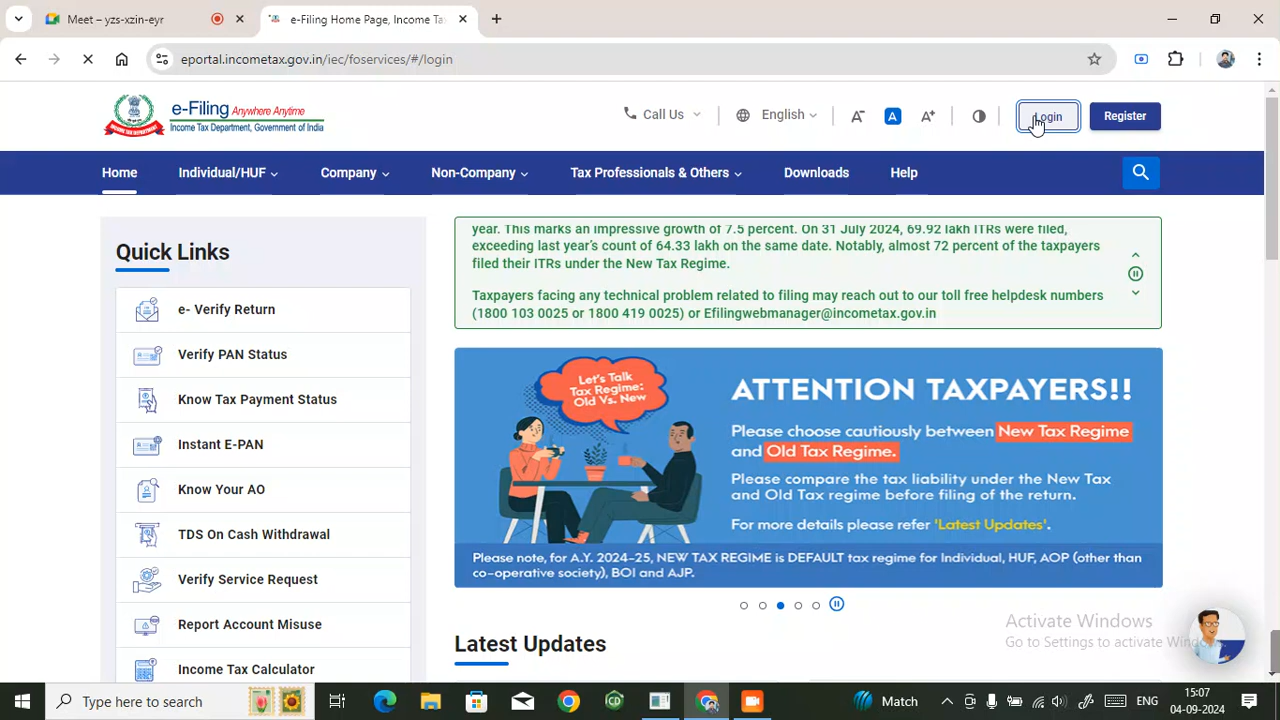 Meet – yzs-xzin-eyr
e-Filing Home Page, Income Ta
eportal.incometax.gov.in/iec/foservices/#/login
e-Filing Anywhere Anytime
Income Tax Department, Government of India
Call Us
English
A-
A
A+
Login
Register
Home
Individual/HUF
Company
Non-Company
Tax Professionals & Others
Downloads
Help
Quick Links
e- Verify Return
Verify PAN Status
Know Tax Payment Status
Instant E-PAN
Know Your AO
TDS On Cash Withdrawal
Verify Service Request
Report Account Misuse
Income Tax Calculator
year. This marks an impressive growth of 7.5 percent. On 31 July 2024, 69.92 lakh ITRs were filed,
exceeding last year's count of 64.33 lakh on the same date. Notably, almost 72 percent of the taxpayers
filed their ITRs under the New Tax Regime.
Taxpayers facing any technical problem related to filing may reach out to our toll free helpdesk numbers
(1800 103 0025 or 1800 419 0025) or Efilingwebmanager@incometax.gov.in
Let's Talk
Tax Regime:
Old Vs. New
ATTENTION TAXPAYERS!!
Please choose cautiously between New Tax Regime
and Old Tax Regime.
Please compare the tax liability under the New Tax
and Old Tax regime before filing of the return.
For more details please refer 'Latest Updates'.
Please note, for A.Y. 2024-25, NEW TAX REGIME is DEFAULT tax regime for Individual, HUF, AOP (other than
co-operative society), BOI and AJP.
Latest Updates
Activate Windows
Go to Settings to activate Windows.
Type here to search
Match
ENG
15:07
04-09-2024